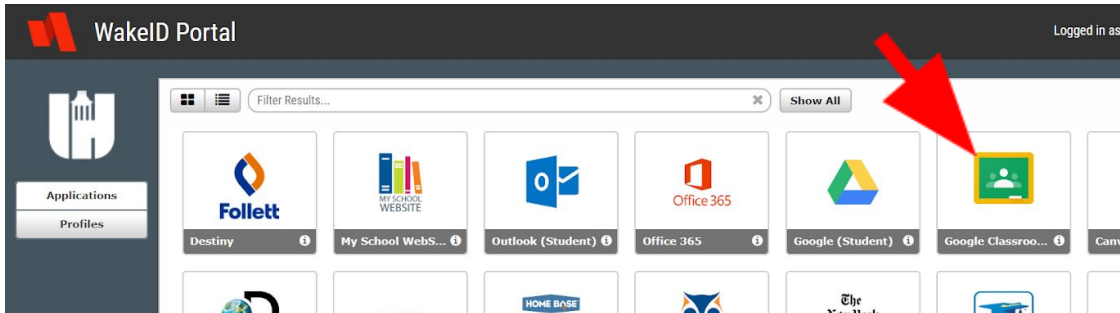 WakeID Portal
Logged in as
Filter Results...
Show All
Applications
Profiles
Follett
MY SCHOOL
WEBSITE
Office 365
Destiny
My School WebS...
Outlook (Student)
Office 365
Google (Student)
Google Classroo...
HOME BASE
The